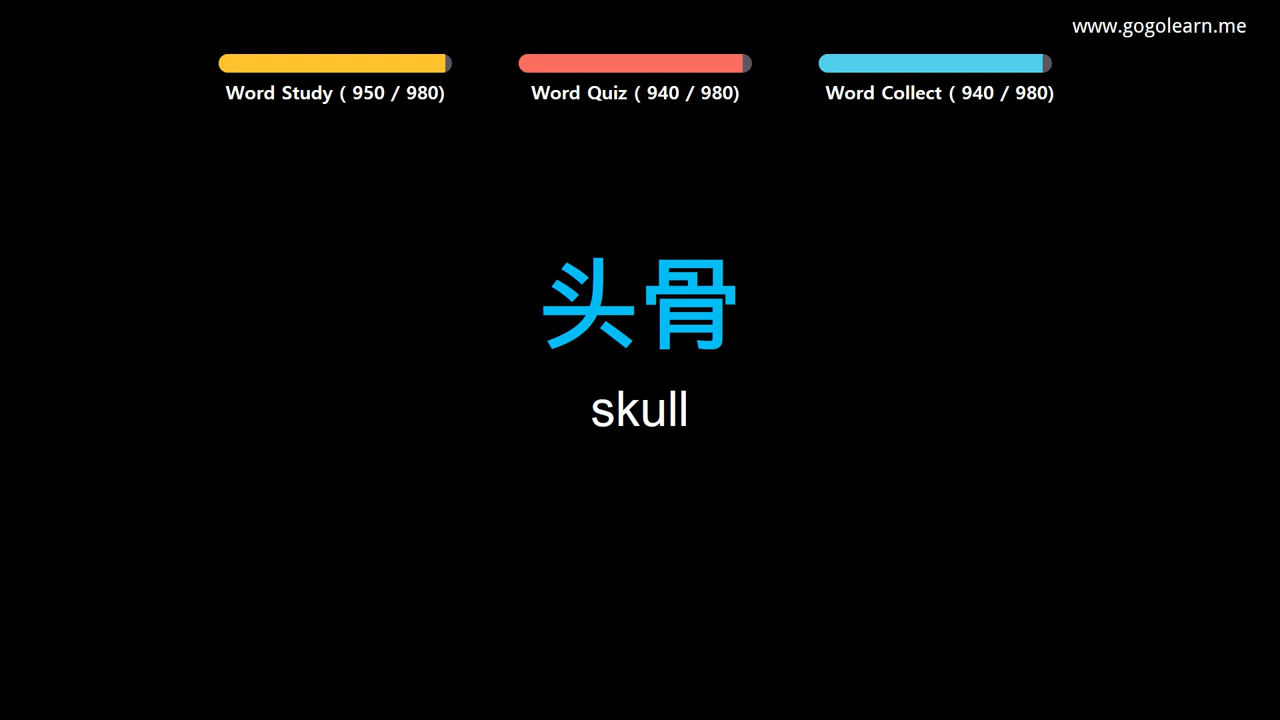 www.gogolearn.me
Word Study ( 950 / 980)
Word Quiz ( 940 / 980)
Word Collect ( 940 / 980)
头骨
skull